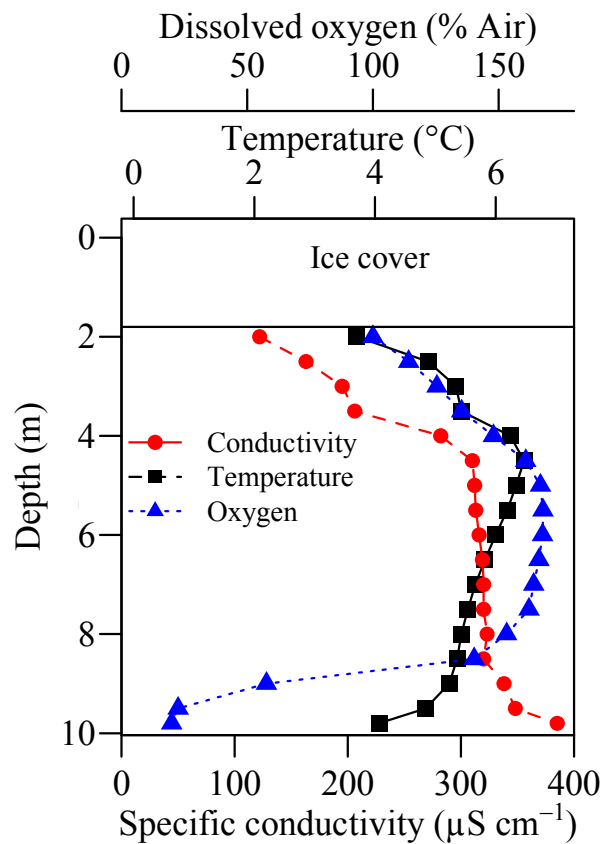 Dissolved oxygen (% Air)
0 50 100 150
Temperature (°C)
0 2 4 6
Ice cover
Depth (m)
0
2
4
6
8
10
Conductivity
Temperature
Oxygen
0 100 200 300 400
Specific conductivity (µS cm⁻¹)